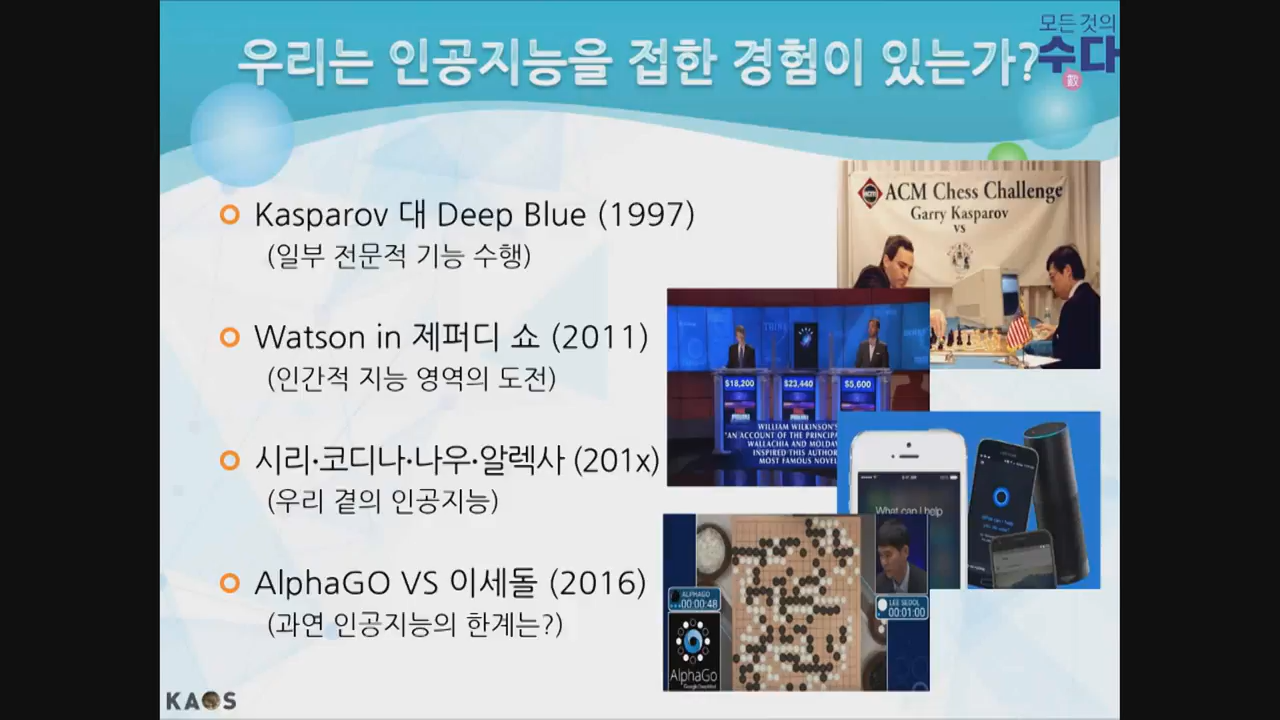 우리는 인공지능을 접한 경험이 있는가?
모든 것의
수다
數
Kasparov 대 Deep Blue (1997)
(일부 전문적 기능 수행)
Watson in 제퍼디 쇼 (2011)
(인간적 지능 영역의 도전)
시리·코디나·나우·알렉사 (201x)
(우리 곁의 인공지능)
AlphaGO VS 이세돌 (2016)
(과연 인공지능의 한계는?)
ACM Chess Challenge
Garry Kasparov
vs
$18,200
$23,440
$5,600
WILLIAM WILKINSON'S
"AN ACCOUNT OF THE PRINCIPA
WALLACHIA AND MOLDAV
INSPIRED THIS AUTHOR
MOST FAMOUS NOVEL
What can I help
ALPHAGO
00:00:48
LEE SEDOL
00:01:00
AlphaGo
Google DeepMind
KAOS